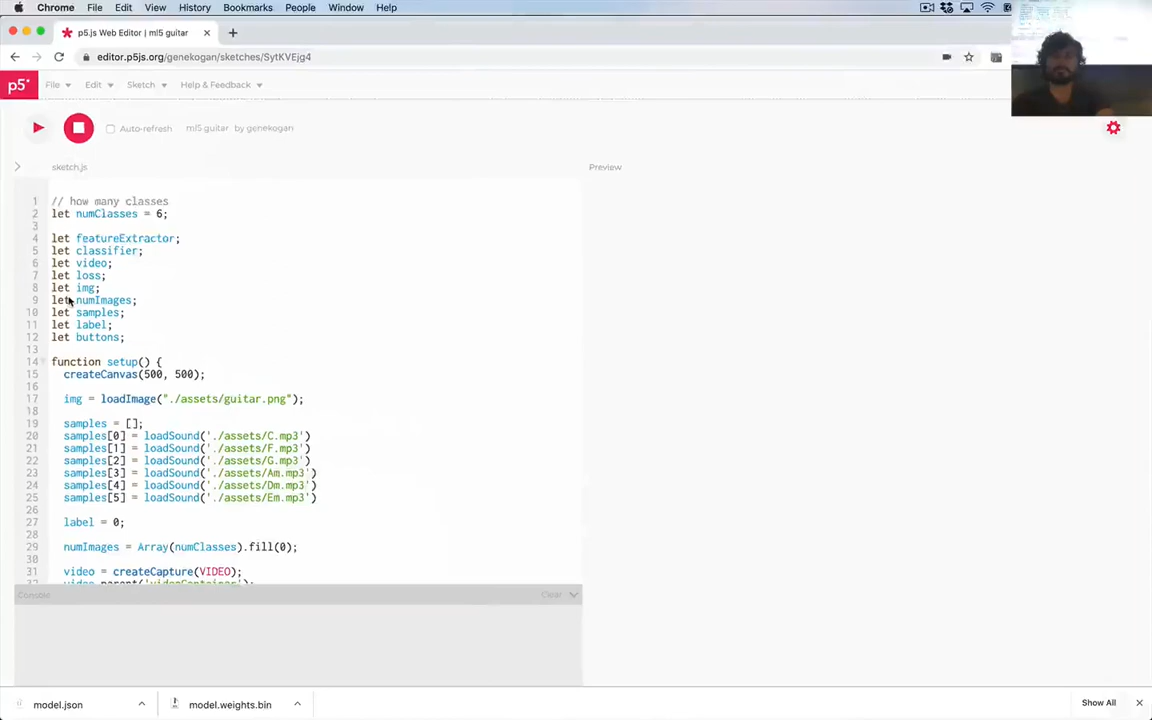 Chrome File Edit View History Bookmarks People Window Help
p5.js Web Editor | ml5 guitar
editor.p5js.org/genekogan/sketches/SytKVEjg4
p5* File Edit Sketch Help & Feedback
Auto-refresh ml5 guitar by genekogan
sketch.js
Preview
1 // how many classes
2 let numClasses = 6;
3
4 let featureExtractor;
5 let classifier;
6 let video;
7 let loss;
8 let img;
9 let numImages;
10 let samples;
11 let label;
12 let buttons;
13
14 function setup() {
15 createCanvas(500, 500);
16
17 img = loadImage("./assets/guitar.png");
18
19 samples = [];
20 samples[0] = loadSound('./assets/C.mp3')
21 samples[1] = loadSound('./assets/F.mp3')
22 samples[2] = loadSound('./assets/G.mp3')
23 samples[3] = loadSound('./assets/Am.mp3')
24 samples[4] = loadSound('./assets/Dm.mp3')
25 samples[5] = loadSound('./assets/Em.mp3')
26
27 label = 0;
28
29 numImages = Array(numClasses).fill(0);
30
31 video = createCapture(VIDEO);
32 video.parent('videoContainer');
Console
Clear
model.json
model.weights.bin
Show All